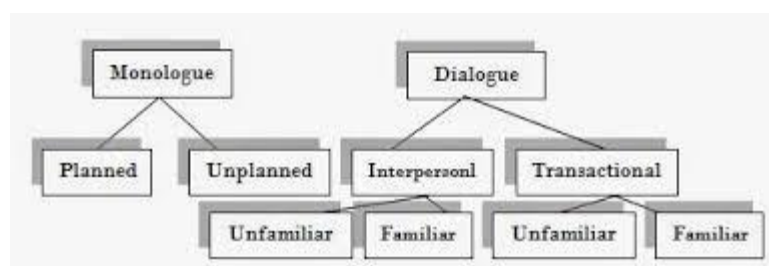 Monologue Dialogue
Planned Unplanned Interpersonl Transactional
Unfamiliar Familiar Unfamiliar Familiar